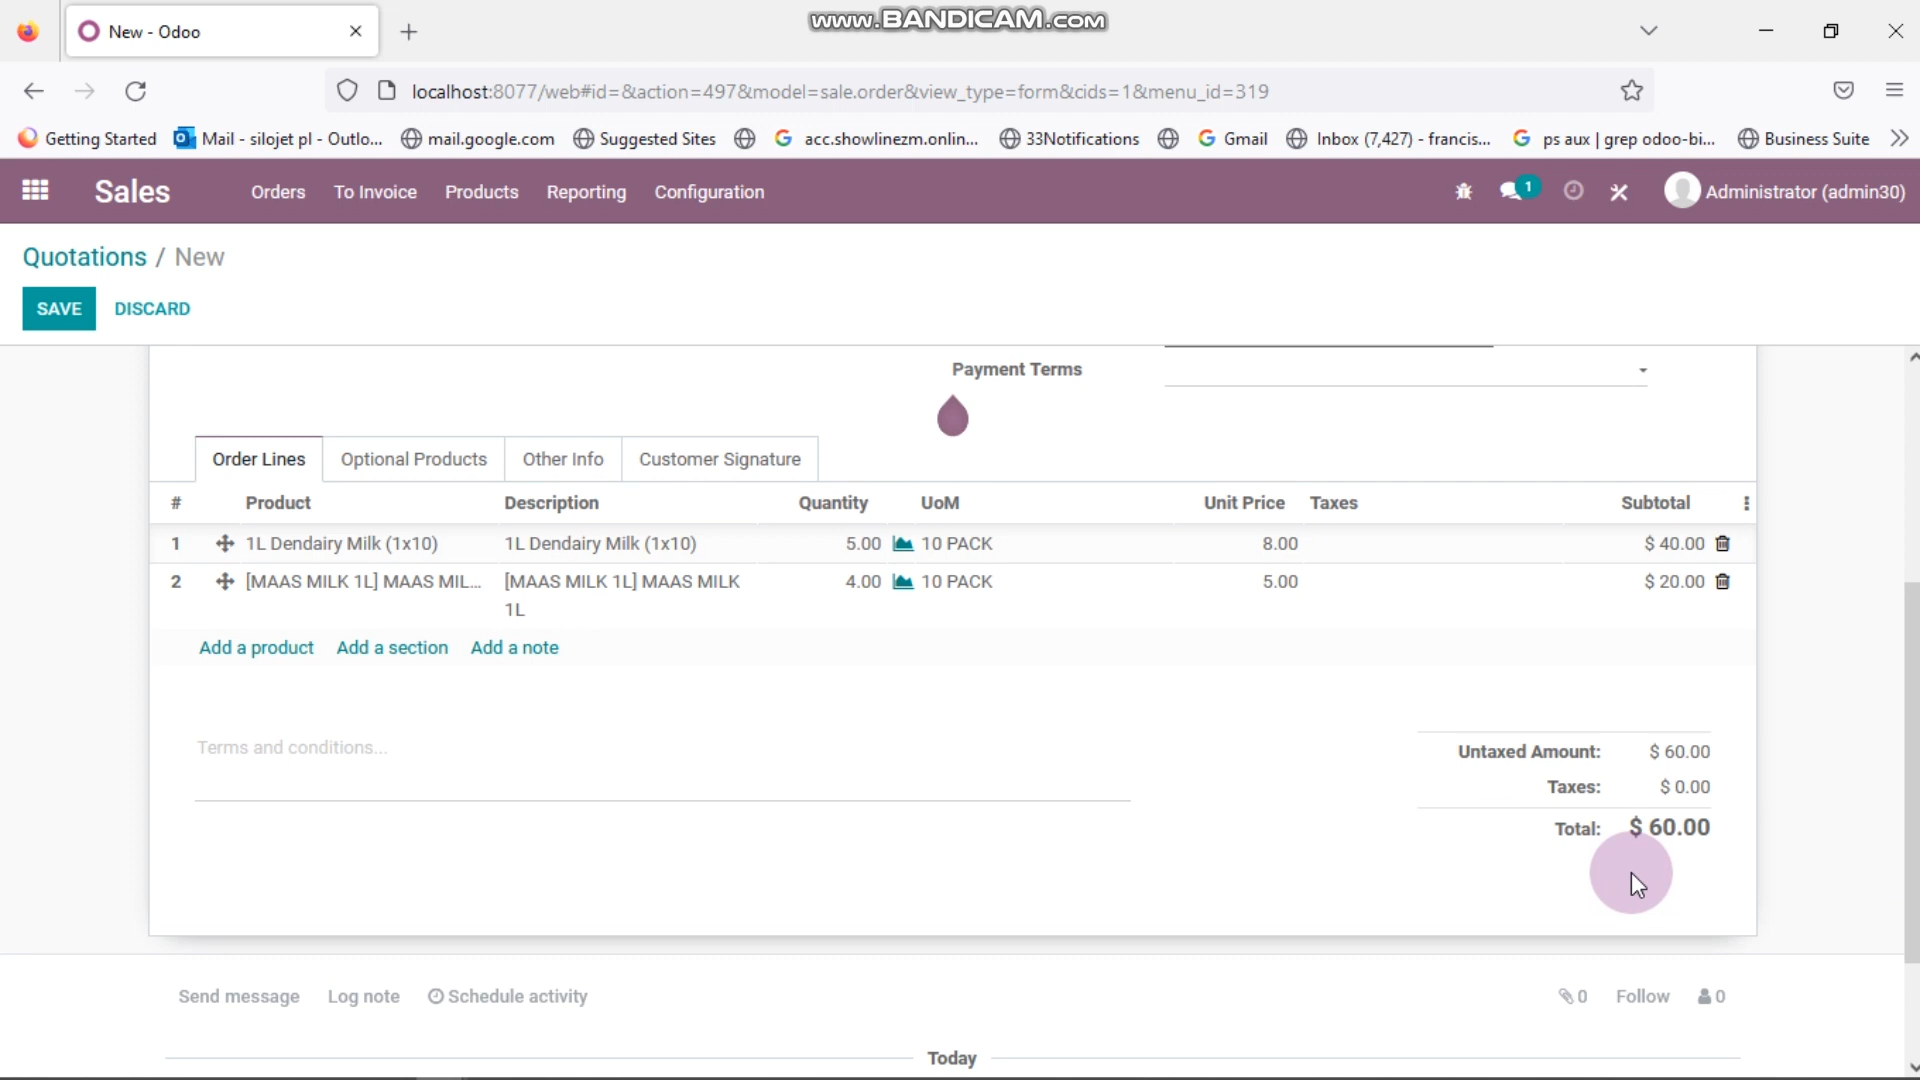 New - Odoo
www.BANDICAM.com
localhost:8077/web#id=&action=497&model=sale.order&view_type=form&cids=1&menu_id=319
Getting Started
Mail - silojet pl - Outlo...
mail.google.com
Suggested Sites
acc.showlinezm.onlin...
33Notifications
Gmail
Inbox (7,427) - francis...
ps aux | grep odoo-bi...
Business Suite
Sales
Orders
To Invoice
Products
Reporting
Configuration
1
Administrator (admin30)
Quotations / New
SAVE
DISCARD
Payment Terms
Order Lines
Optional Products
Other Info
Customer Signature
# Product Description Quantity UoM Unit Price Taxes Subtotal
1 1L Dendairy Milk (1x10) 1L Dendairy Milk (1x10) 5.00 10 PACK 8.00 $ 40.00
2 [MAAS MILK 1L] MAAS MIL... [MAAS MILK 1L] MAAS MILK 4.00 10 PACK 5.00 $ 20.00
1L
Add a product Add a section Add a note
Terms and conditions...
Untaxed Amount: $ 60.00
Taxes: $ 0.00
Total: $ 60.00
Send message Log note Schedule activity 0 Follow 0
Today